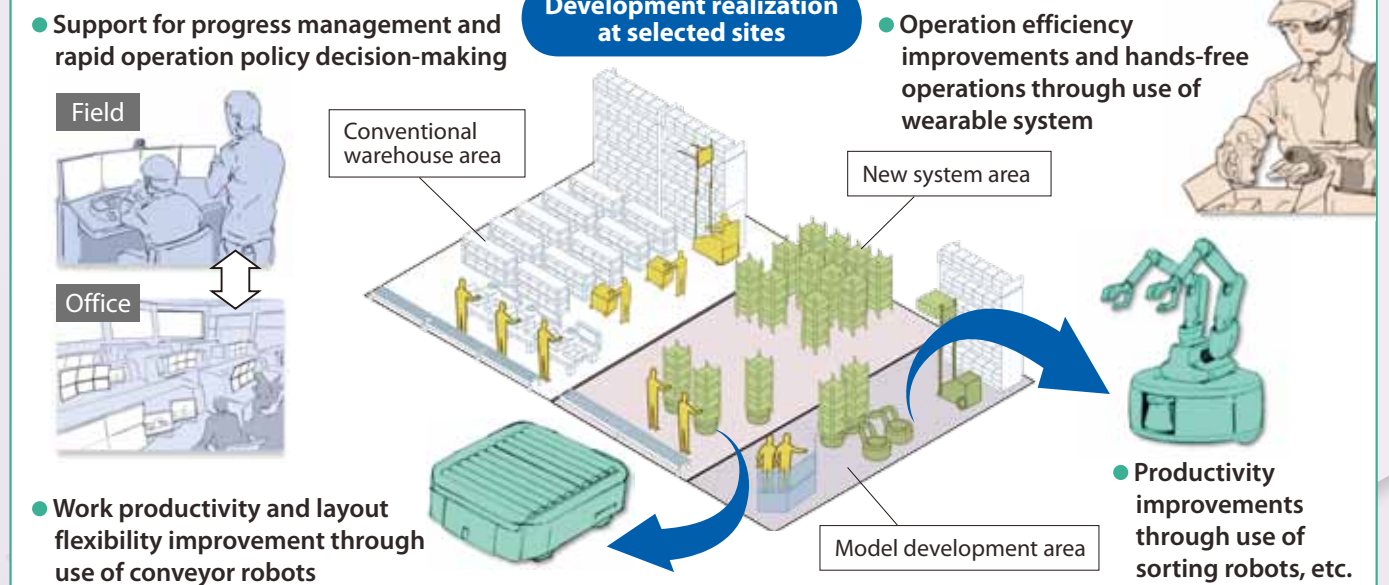 Development realization
at selected sites
● Support for progress management and
rapid operation policy decision-making
Field
Office
Conventional
warehouse area
New system area
● Operation efficiency
improvements and hands-free
operations through use of
wearable system
● Work productivity and layout
flexibility improvement through
use of conveyor robots
Model development area
● Productivity
improvements
through use of
sorting robots, etc.